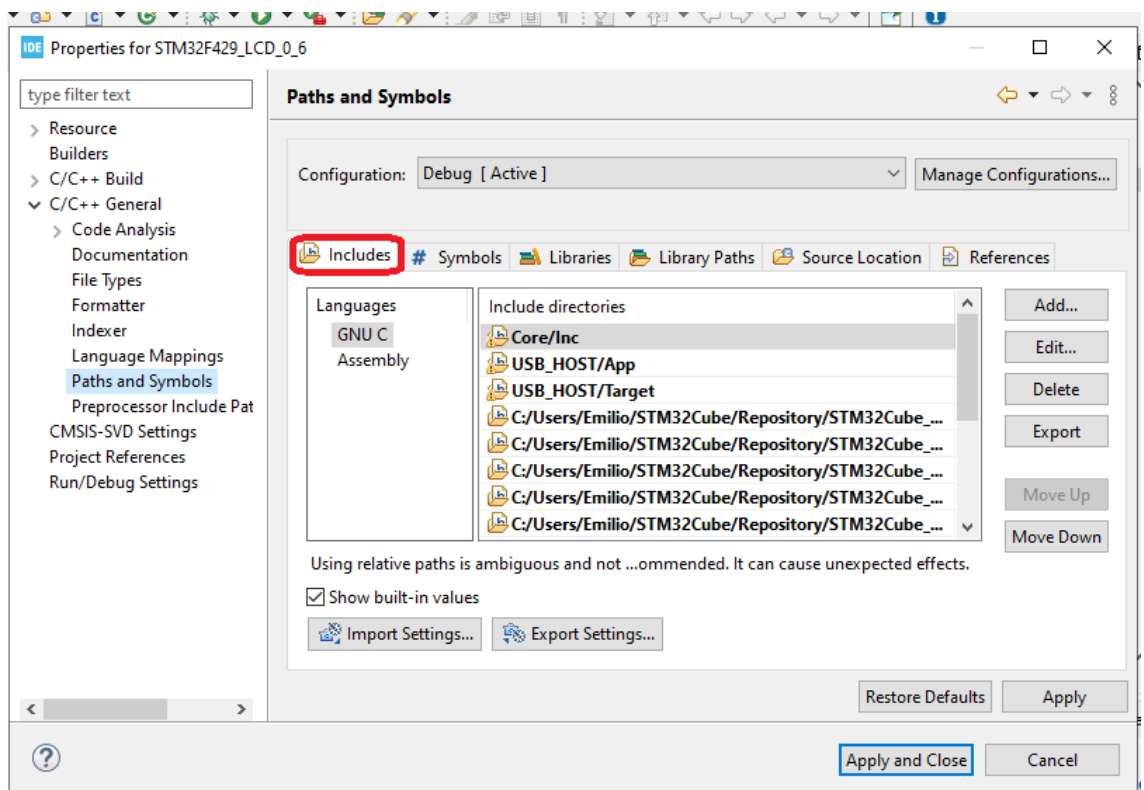 IDE Properties for STM32F429_LCD_0_6
type filter text
Resource
Builders
C/C++ Build
C/C++ General
Code Analysis
Documentation
File Types
Formatter
Indexer
Language Mappings
Paths and Symbols
Preprocessor Include Pat
CMSIS-SVD Settings
Project References
Run/Debug Settings
Paths and Symbols
Configuration: Debug [ Active ] Manage Configurations...
Includes # Symbols Libraries Library Paths Source Location References
Languages
GNU C
Assembly
Include directories
Core/Inc
USB_HOST/App
USB_HOST/Target
C:/Users/Emilio/STM32Cube/Repository/STM32Cube_...
C:/Users/Emilio/STM32Cube/Repository/STM32Cube_...
C:/Users/Emilio/STM32Cube/Repository/STM32Cube_...
C:/Users/Emilio/STM32Cube/Repository/STM32Cube_...
C:/Users/Emilio/STM32Cube/Repository/STM32Cube_...
Add...
Edit...
Delete
Export
Move Up
Move Down
Using relative paths is ambiguous and not ...ommended. It can cause unexpected effects.
Show built-in values
Import Settings... Export Settings...
Restore Defaults Apply
? Apply and Close Cancel